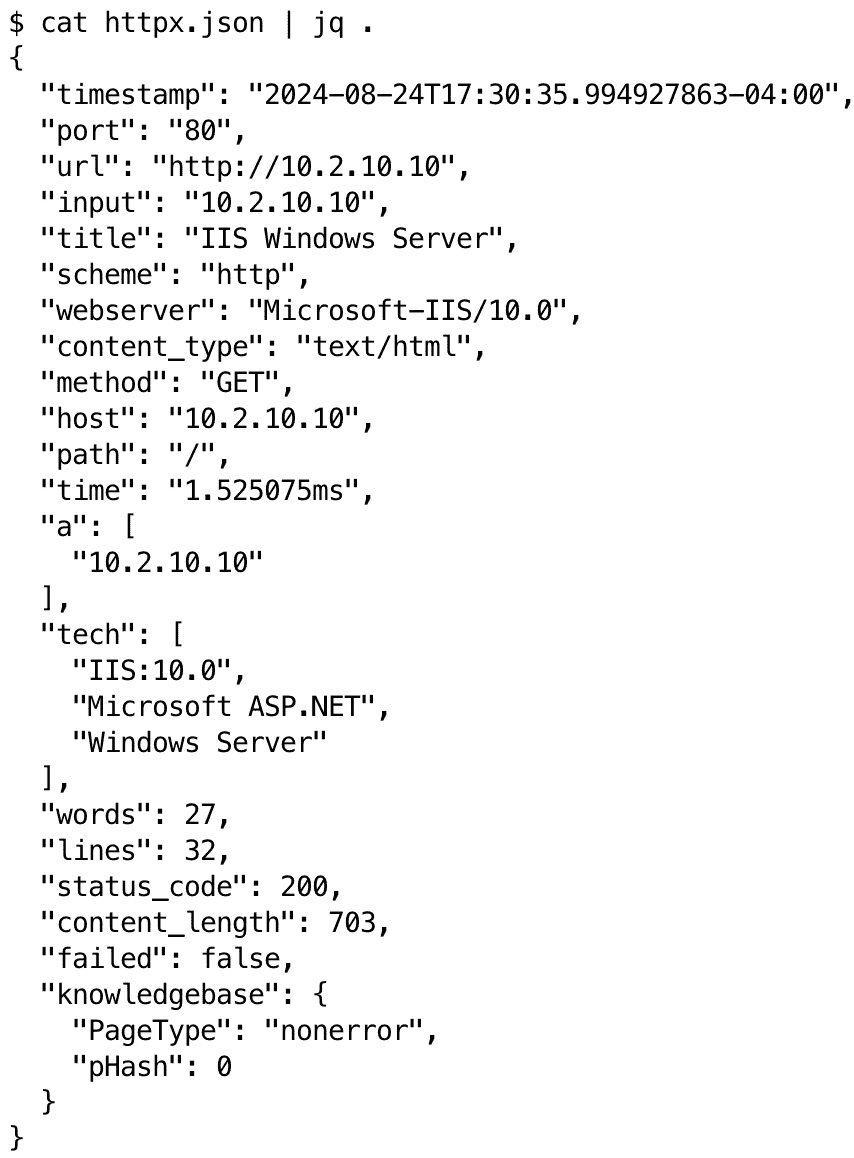 $ cat httpx.json | jq .
{
  "timestamp": "2024-08-24T17:30:35.994927863-04:00",
  "port": "80",
  "url": "http://10.2.10.10",
  "input": "10.2.10.10",
  "title": "IIS Windows Server",
  "scheme": "http",
  "webserver": "Microsoft-IIS/10.0",
  "content_type": "text/html",
  "method": "GET",
  "host": "10.2.10.10",
  "path": "/",
  "time": "1.525075ms",
  "a": [
    "10.2.10.10"
  ],
  "tech": [
    "IIS:10.0",
    "Microsoft ASP.NET",
    "Windows Server"
  ],
  "words": 27,
  "lines": 32,
  "status_code": 200,
  "content_length": 703,
  "failed": false,
  "knowledgebase": {
    "PageType": "nonerror",
    "pHash": 0
  }
}